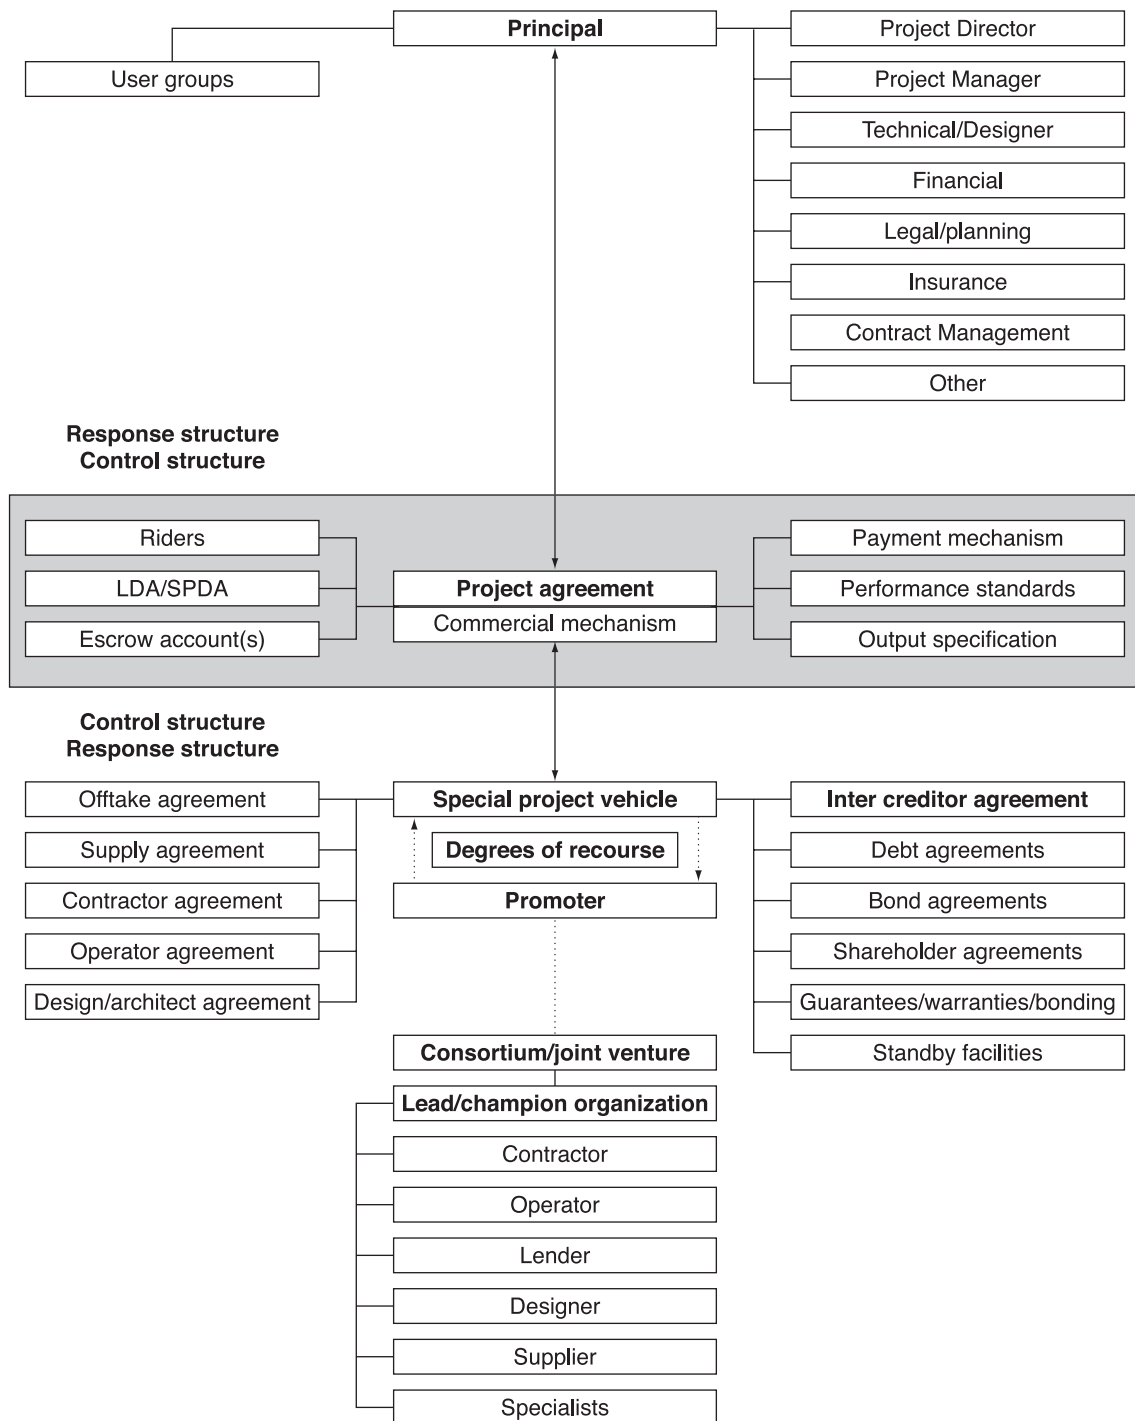 Principal
User groups
Project Director
Project Manager
Technical/Designer
Financial
Legal/planning
Insurance
Contract Management
Other
Response structure
Control structure
Riders
LDA/SPDA
Escrow account(s)
Project agreement
Commercial mechanism
Payment mechanism
Performance standards
Output specification
Control structure
Response structure
Offtake agreement
Supply agreement
Contractor agreement
Operator agreement
Design/architect agreement
Special project vehicle
Degrees of recourse
Promoter
Inter creditor agreement
Debt agreements
Bond agreements
Shareholder agreements
Guarantees/warranties/bonding
Standby facilities
Consortium/joint venture
Lead/champion organization
Contractor
Operator
Lender
Designer
Supplier
Specialists